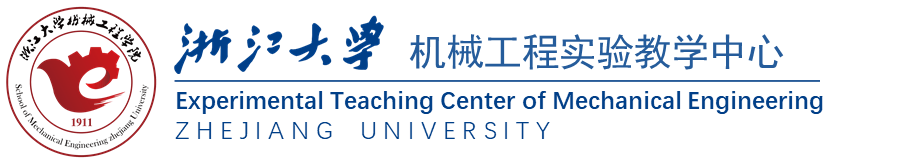 浙江大学机械工程学院
1911
School of Mechanical Engineering zhejiang University
浙江大学 机械工程实验教学中心
Experimental Teaching Center of Mechanical Engineering
ZHEJIANG UNIVERSITY